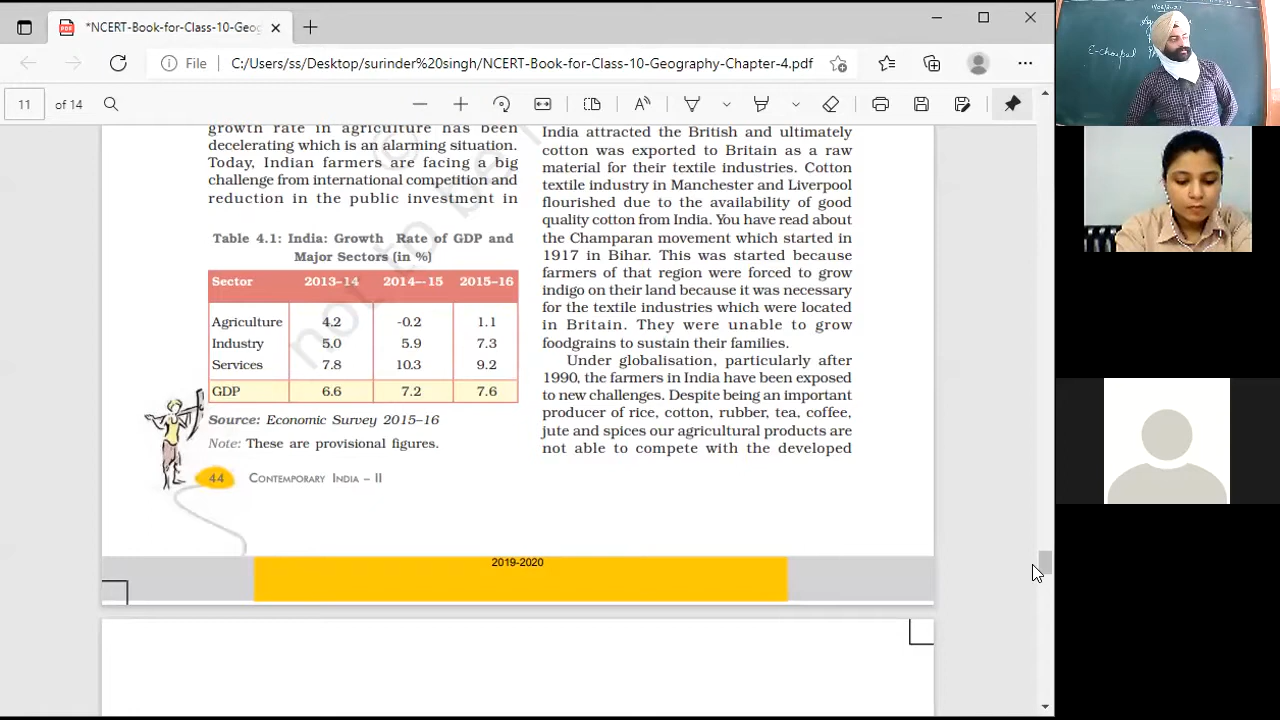 *NCERT-Book-for-Class-10-Geog
File
C:/Users/ss/Desktop/surinder%20singh/NCERT-Book-for-Class-10-Geography-Chapter-4.pdf
11 of 14
growth rate in agriculture has been
decelerating which is an alarming situation.
Today, Indian farmers are facing a big
challenge from international competition and
reduction in the public investment in
Table 4.1: India: Growth Rate of GDP and
Major Sectors (in %)
Sector 2013–14 2014–-15 2015–16
Agriculture 4.2 -0.2 1.1
Industry 5.0 5.9 7.3
Services 7.8 10.3 9.2
GDP 6.6 7.2 7.6
Source: Economic Survey 2015–16
Note: These are provisional figures.
44 CONTEMPORARY INDIA – II
India attracted the British and ultimately
cotton was exported to Britain as a raw
material for their textile industries. Cotton
textile industry in Manchester and Liverpool
flourished due to the availability of good
quality cotton from India. You have read about
the Champaran movement which started in
1917 in Bihar. This was started because
farmers of that region were forced to grow
indigo on their land because it was necessary
for the textile industries which were located
in Britain. They were unable to grow
foodgrains to sustain their families.
Under globalisation, particularly after
1990, the farmers in India have been exposed
to new challenges. Despite being an important
producer of rice, cotton, rubber, tea, coffee,
jute and spices our agricultural products are
not able to compete with the developed
not to be
2019-2020
E-choupal